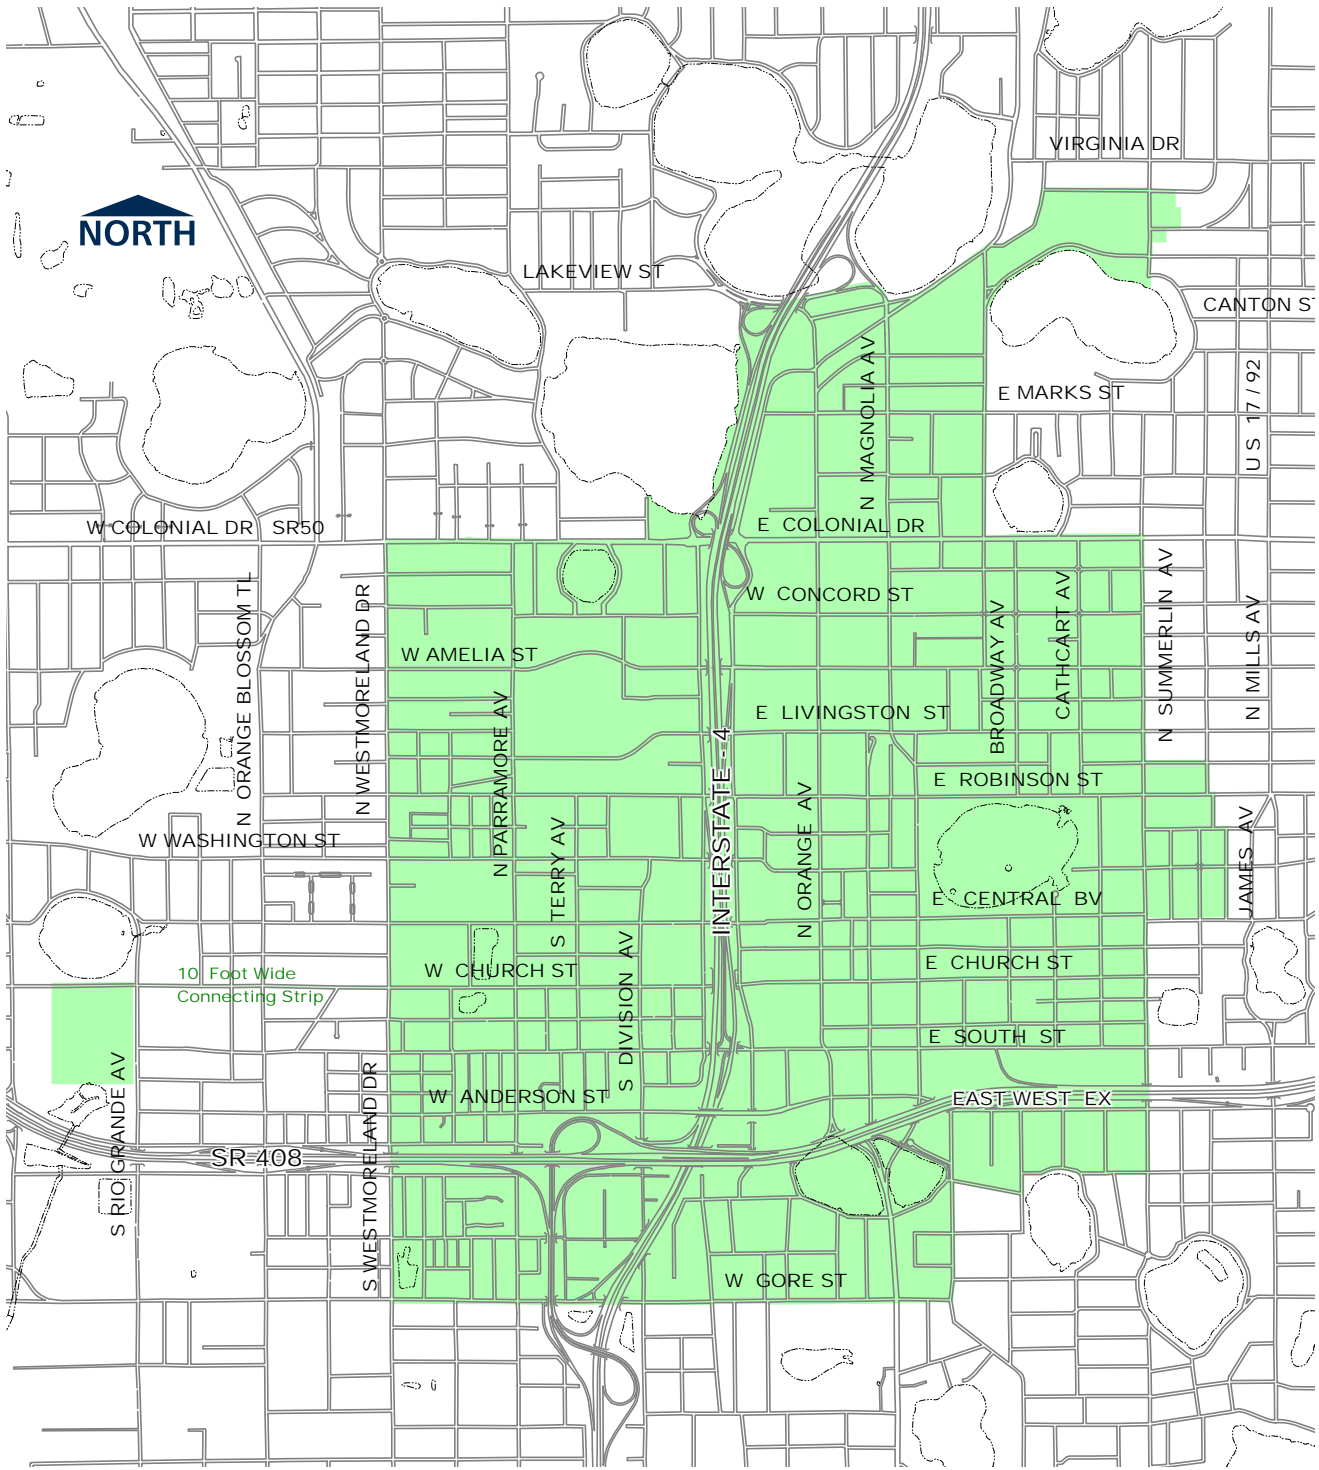 VIRGINIA DR
NORTH
LAKEVIEW ST
CANTON ST
N MAGNOLIA AV
E MARKS ST
U S 17 / 92
W COLONIAL DR SR50
E COLONIAL DR
N ORANGE BLOSSOM TL
N WESTMORELAND DR
W CONCORD ST
BROADWAY AV
CATHCART AV
N SUMMERLIN AV
N MILLS AV
W AMELIA ST
N PARRAMORE AV
E LIVINGSTON ST
INTERSTATE - 4
E ROBINSON ST
N ORANGE AV
W WASHINGTON ST
S TERRY AV
JAMES AV
E CENTRAL BV
S DIVISION AV
W CHURCH ST
E CHURCH ST
10 Foot Wide
Connecting Strip
E SOUTH ST
S RIO GRANDE AV
S WESTMORELAND DR
W ANDERSON ST
EAST WEST EX
SR 408
W GORE ST